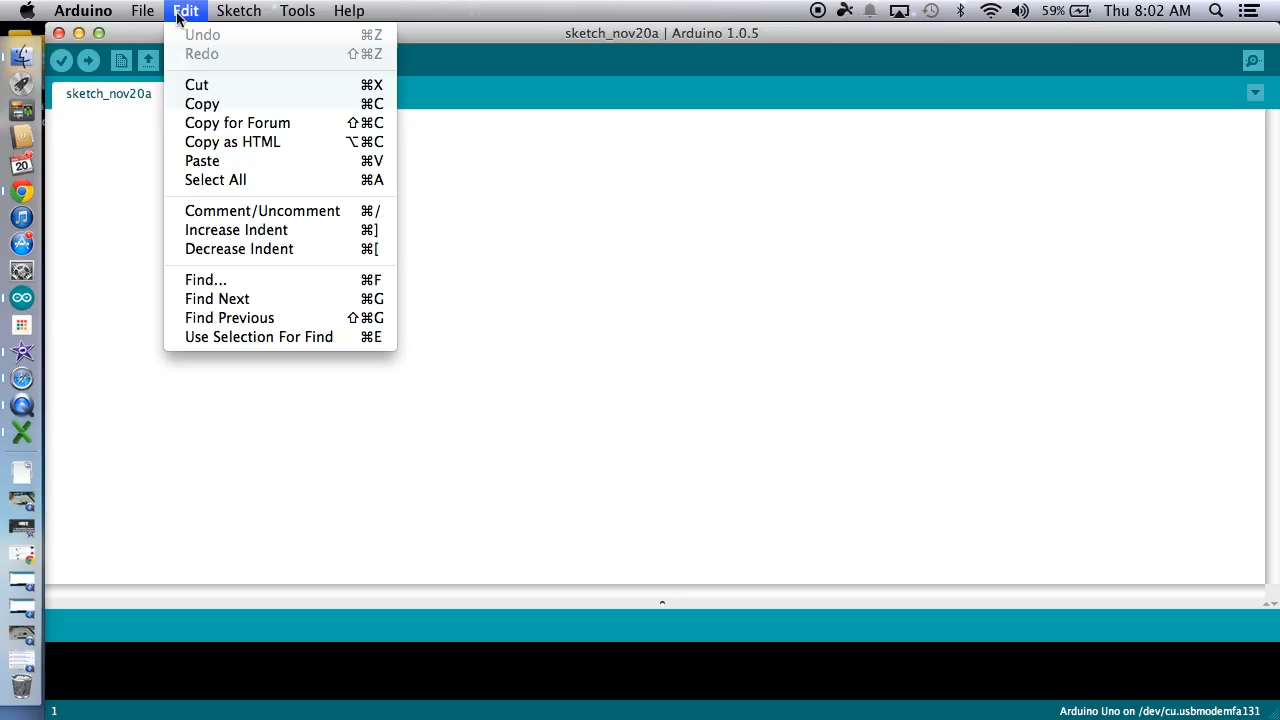 Arduino File Edit Sketch Tools Help 59% Thu 8:02 AM
sketch_nov20a | Arduino 1.0.5
Undo ⌘Z
Redo ⇧⌘Z
sketch_nov20a
Cut ⌘X
Copy ⌘C
Copy for Forum ⇧⌘C
Copy as HTML ⌥⌘C
Paste ⌘V
Select All ⌘A
Comment/Uncomment ⌘/
Increase Indent ⌘]
Decrease Indent ⌘[
Find... ⌘F
Find Next ⌘G
Find Previous ⇧⌘G
Use Selection For Find ⌘E
20
1 Arduino Uno on /dev/cu.usbmodemfa131